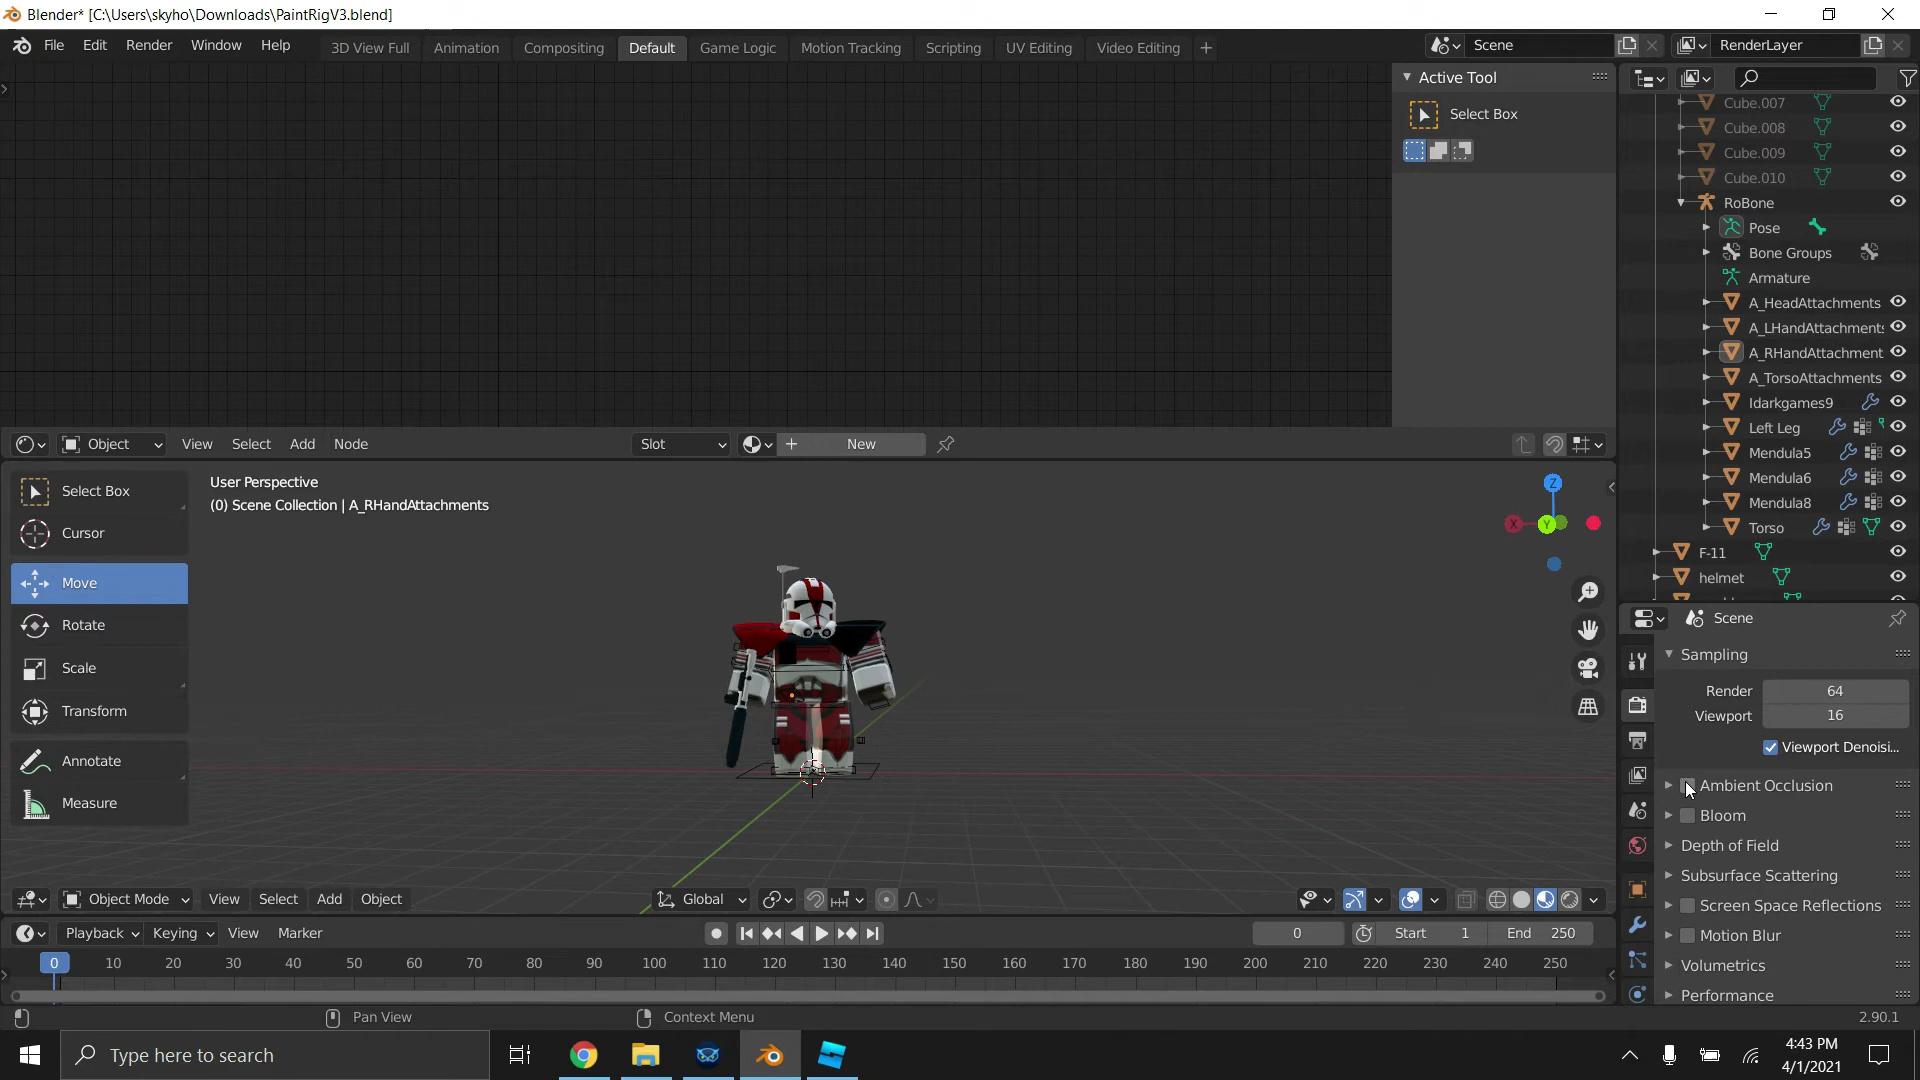 Blender* [C:\Users\skyho\Downloads\PaintRigV3.blend]
File Edit Render Window Help 3D View Full Animation Compositing Default Game Logic Motion Tracking Scripting UV Editing Video Editing + Scene RenderLayer
Active Tool
Select Box
Cube.007
Cube.008
Cube.009
Cube.010
RoBone
Pose
Bone Groups
Armature
A_HeadAttachments
A_LHandAttachments
A_RHandAttachment
A_TorsoAttachments
Idarkgames9
Left Leg
Mendula5
Mendula6
Mendula8
Torso
F-11
helmet
Object View Select Add Node Slot New
Select Box
Cursor
Move
Rotate
Scale
Transform
Annotate
Measure
User Perspective
(0) Scene Collection | A_RHandAttachments
Z
X
Y
Scene
Sampling
Render 64
Viewport 16
Viewport Denoisi...
Ambient Occlusion
Bloom
Depth of Field
Subsurface Scattering
Screen Space Reflections
Motion Blur
Volumetrics
Performance
Object Mode View Select Add Object Global
Playback Keying View Marker 0 Start 1 End 250
0 10 20 30 40 50 60 70 80 90 100 110 120 130 140 150 160 170 180 190 200 210 220 230 240 250
Pan View Context Menu 2.90.1
Type here to search
4:43 PM
4/1/2021